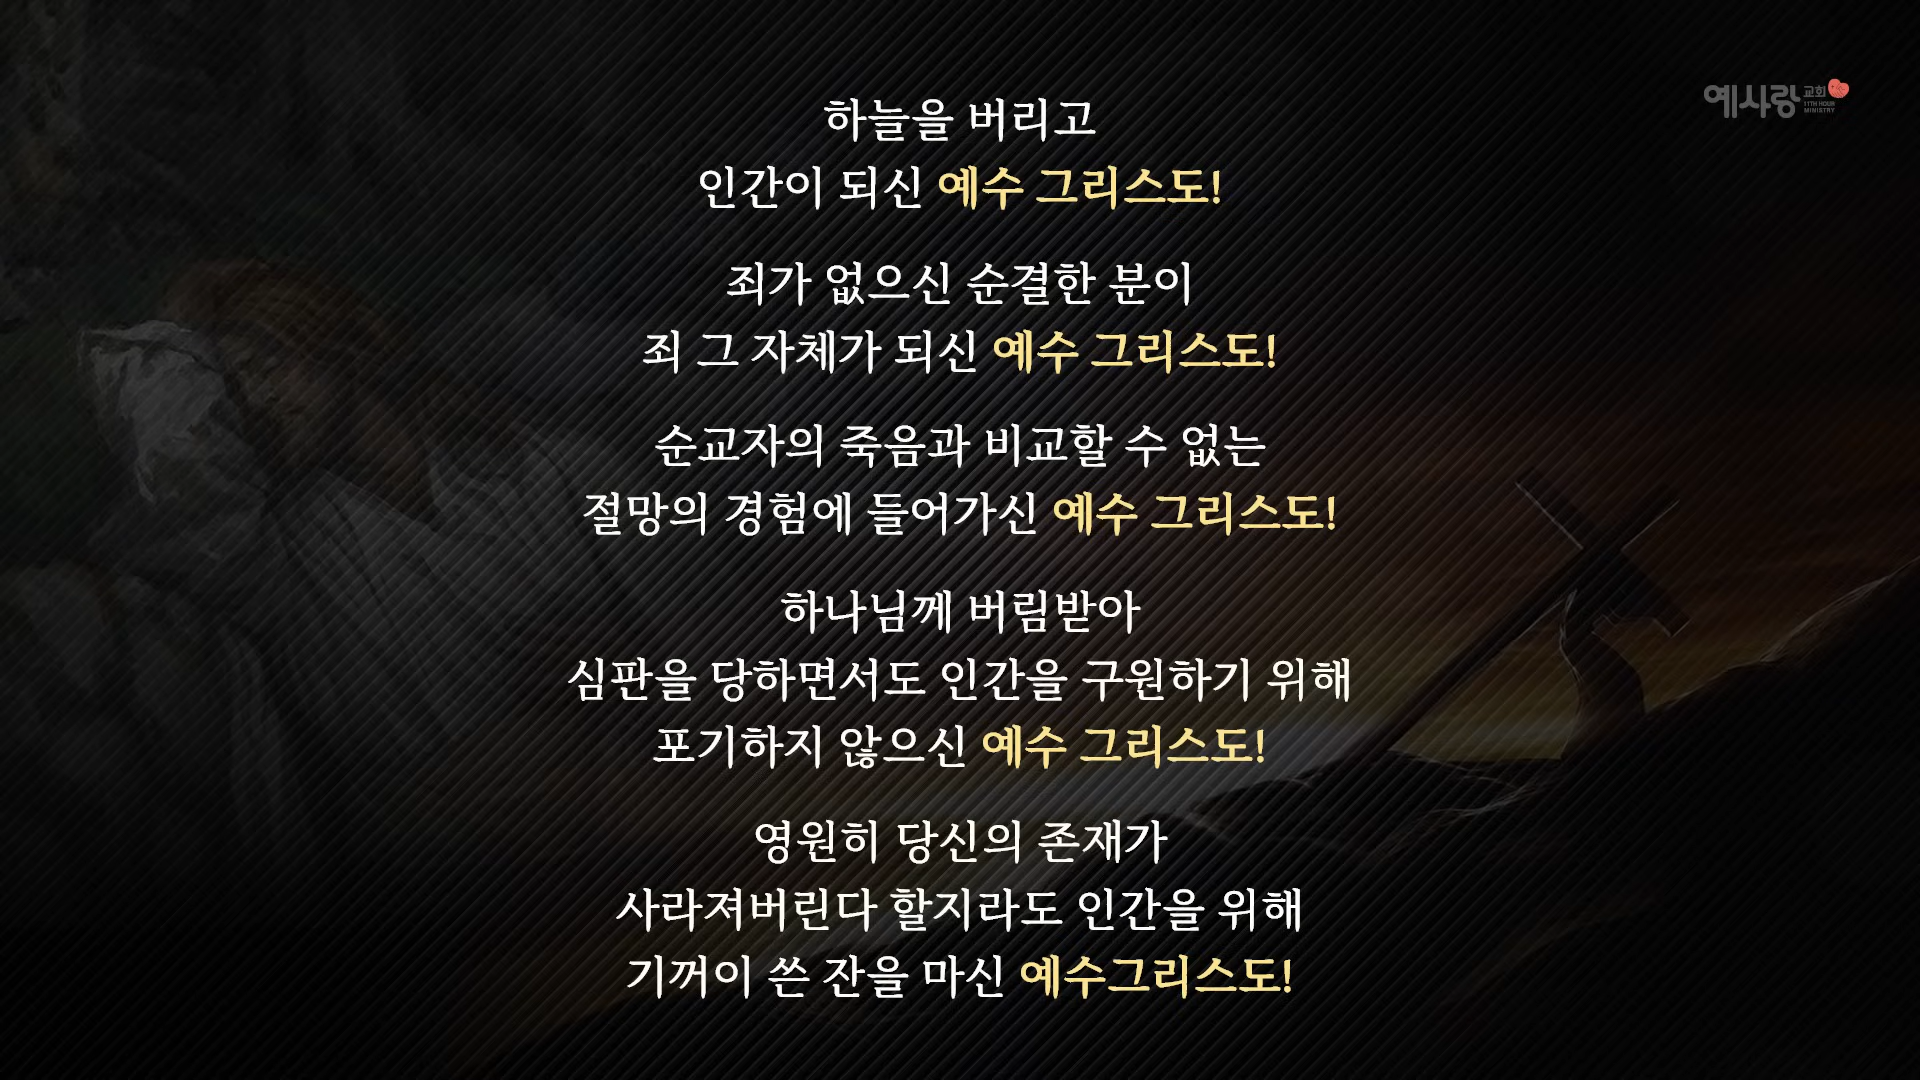 예사랑교회
11TH HOUR
MINISTRY
하늘을 버리고
인간이 되신 예수 그리스도!
죄가 없으신 순결한 분이
죄 그 자체가 되신 예수 그리스도!
순교자의 죽음과 비교할 수 없는
절망의 경험에 들어가신 예수 그리스도!
하나님께 버림받아
심판을 당하면서도 인간을 구원하기 위해
포기하지 않으신 예수 그리스도!
영원히 당신의 존재가
사라져버린다 할지라도 인간을 위해
기꺼이 쓴 잔을 마신 예수그리스도!